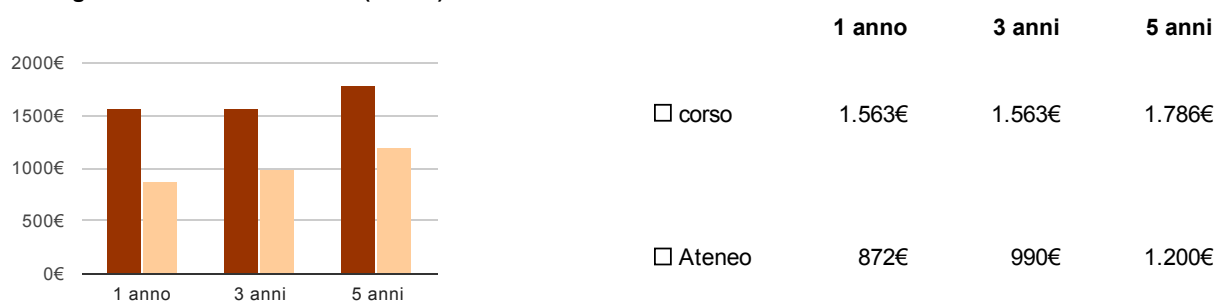 1 anno 3 anni 5 anni
2000€
1500€
1000€
500€
0€
1 anno 3 anni 5 anni
corso 1.563€ 1.563€ 1.786€
Ateneo 872€ 990€ 1.200€